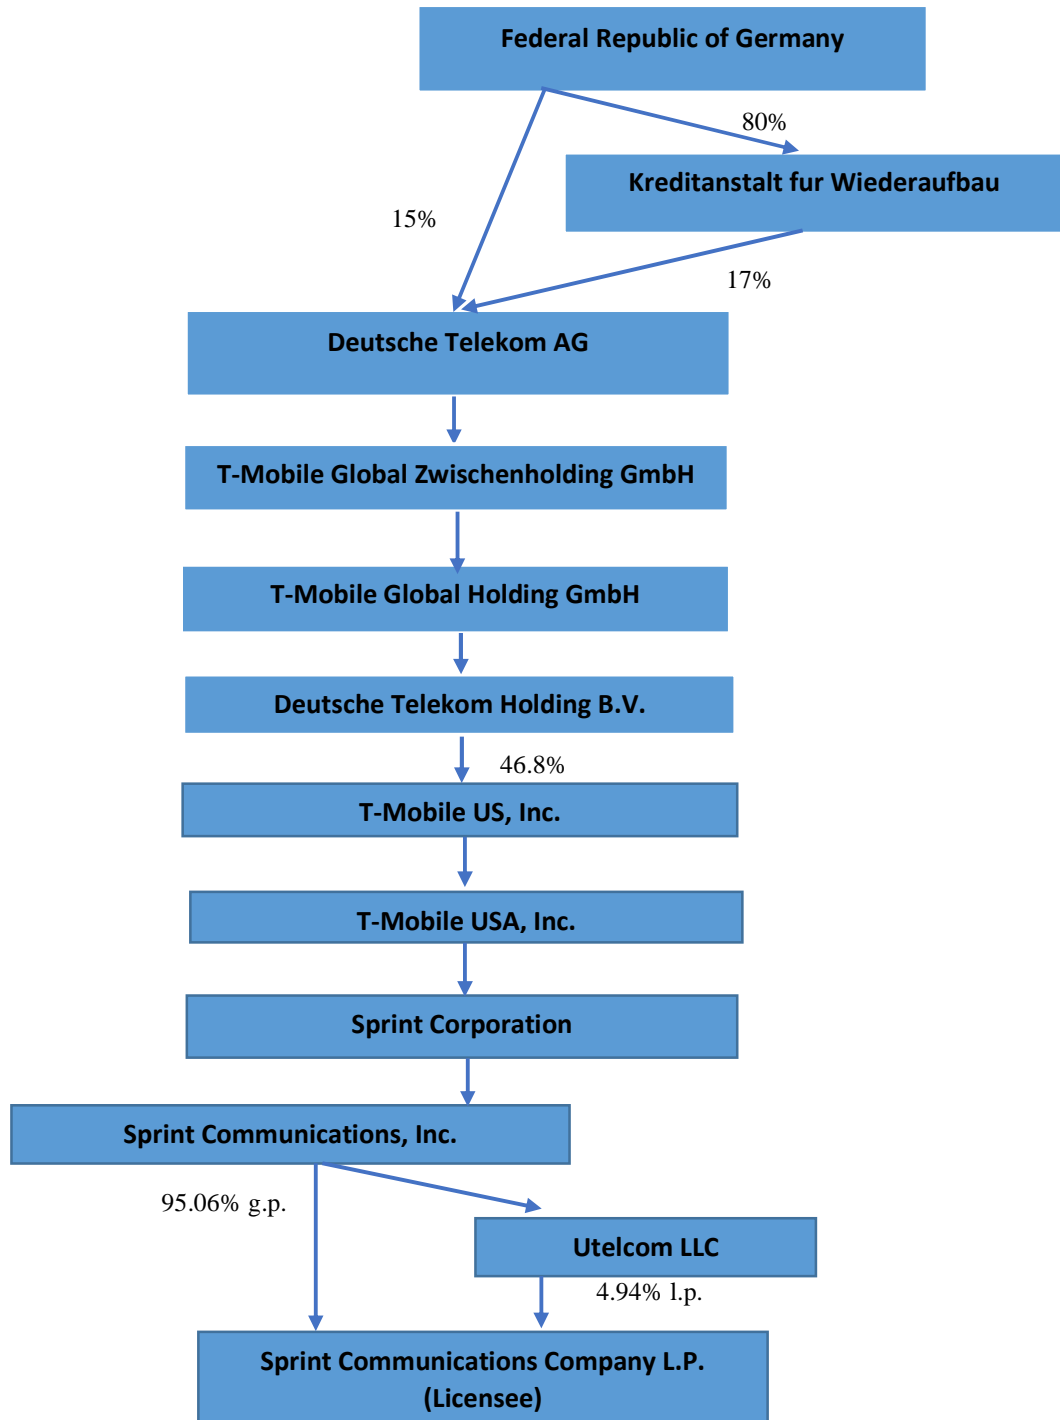 Federal Republic of Germany
80%
Kreditanstalt fur Wiederaufbau
15%
17%
Deutsche Telekom AG
T-Mobile Global Zwischenholding GmbH
T-Mobile Global Holding GmbH
Deutsche Telekom Holding B.V.
46.8%
T-Mobile US, Inc.
T-Mobile USA, Inc.
Sprint Corporation
Sprint Communications, Inc.
95.06% g.p.
Utelcom LLC
4.94% l.p.
Sprint Communications Company L.P.
(Licensee)